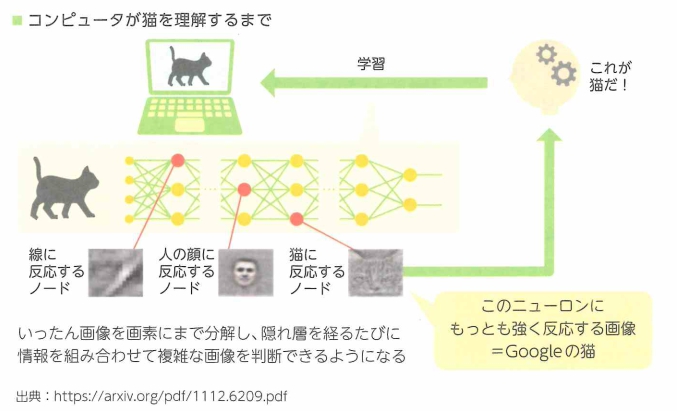 ■ コンピュータが猫を理解するまで
学習
これが
猫だ！
線に
反応する
ノード
人の顔に
反応する
ノード
猫に
反応する
ノード
このニューロンに
もっとも強く反応する画像
＝Googleの猫
いったん画像を画素にまで分解し、隠れ層を経るたびに
情報を組み合わせて複雑な画像を判断できるようになる
出典：https://arxiv.org/pdf/1112.6209.pdf